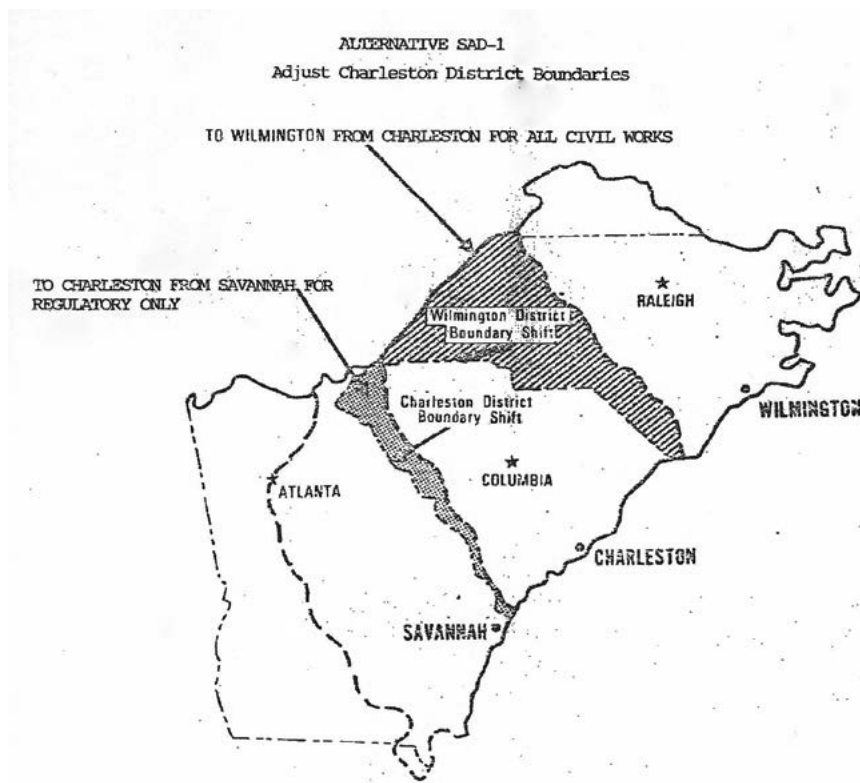 ALTERNATIVE SAD-1
Adjust Charleston District Boundaries
TO WILMINGTON FROM CHARLESTON FOR ALL CIVIL WORKS
TO CHARLESTON FROM SAVANNAH FOR
REGULATORY ONLY
RALEIGH
Wilmington District
Boundary Shift
WILMINGTON
Charleston District
Boundary Shift
COLUMBIA
ATLANTA
CHARLESTON
SAVANNAH